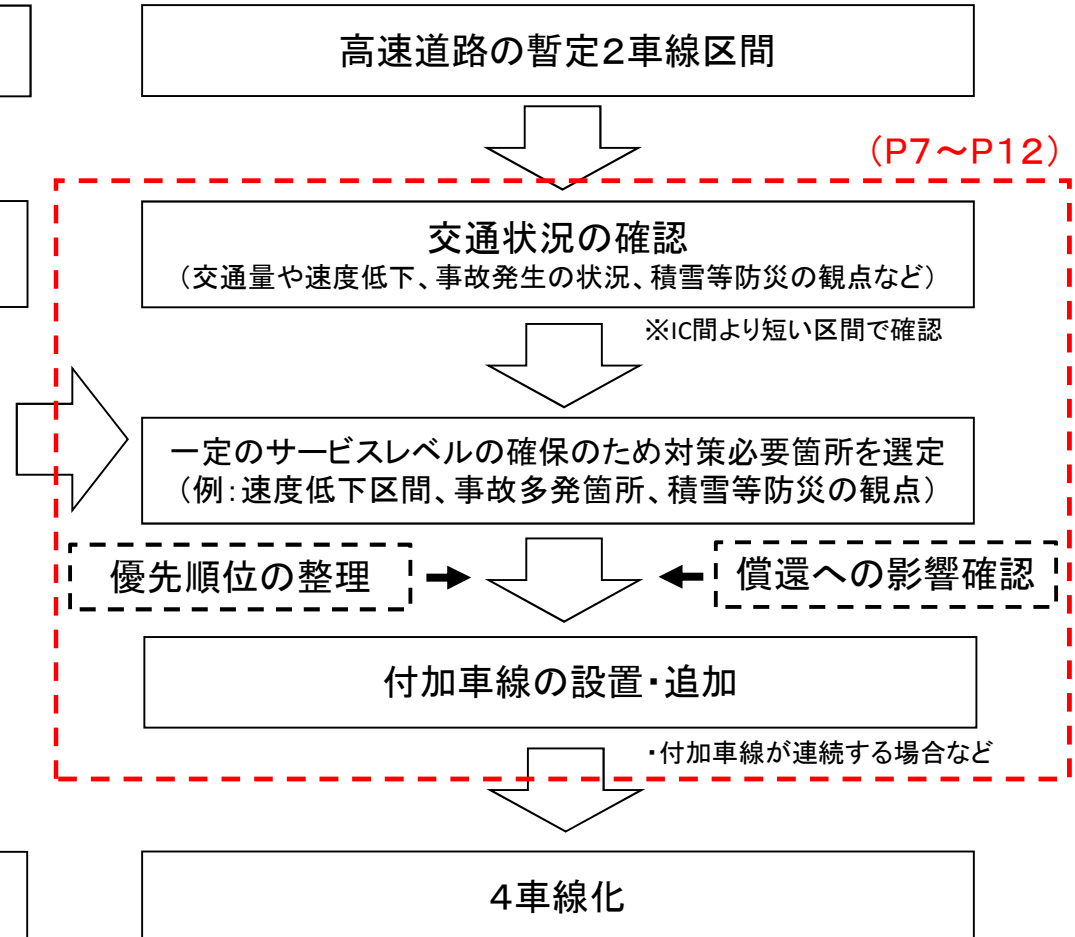 高速道路の暫定2車線区間
(P7~P12)
交通状況の確認
(交通量や速度低下、事故発生の状況、積雪等防災の観点など)
※IC間より短い区間で確認
一定のサービスレベルの確保のため対策必要箇所を選定
(例:速度低下区間、事故多発箇所、積雪等防災の観点)
優先順位の整理
償還への影響確認
付加車線の設置・追加
・付加車線が連続する場合など
4車線化